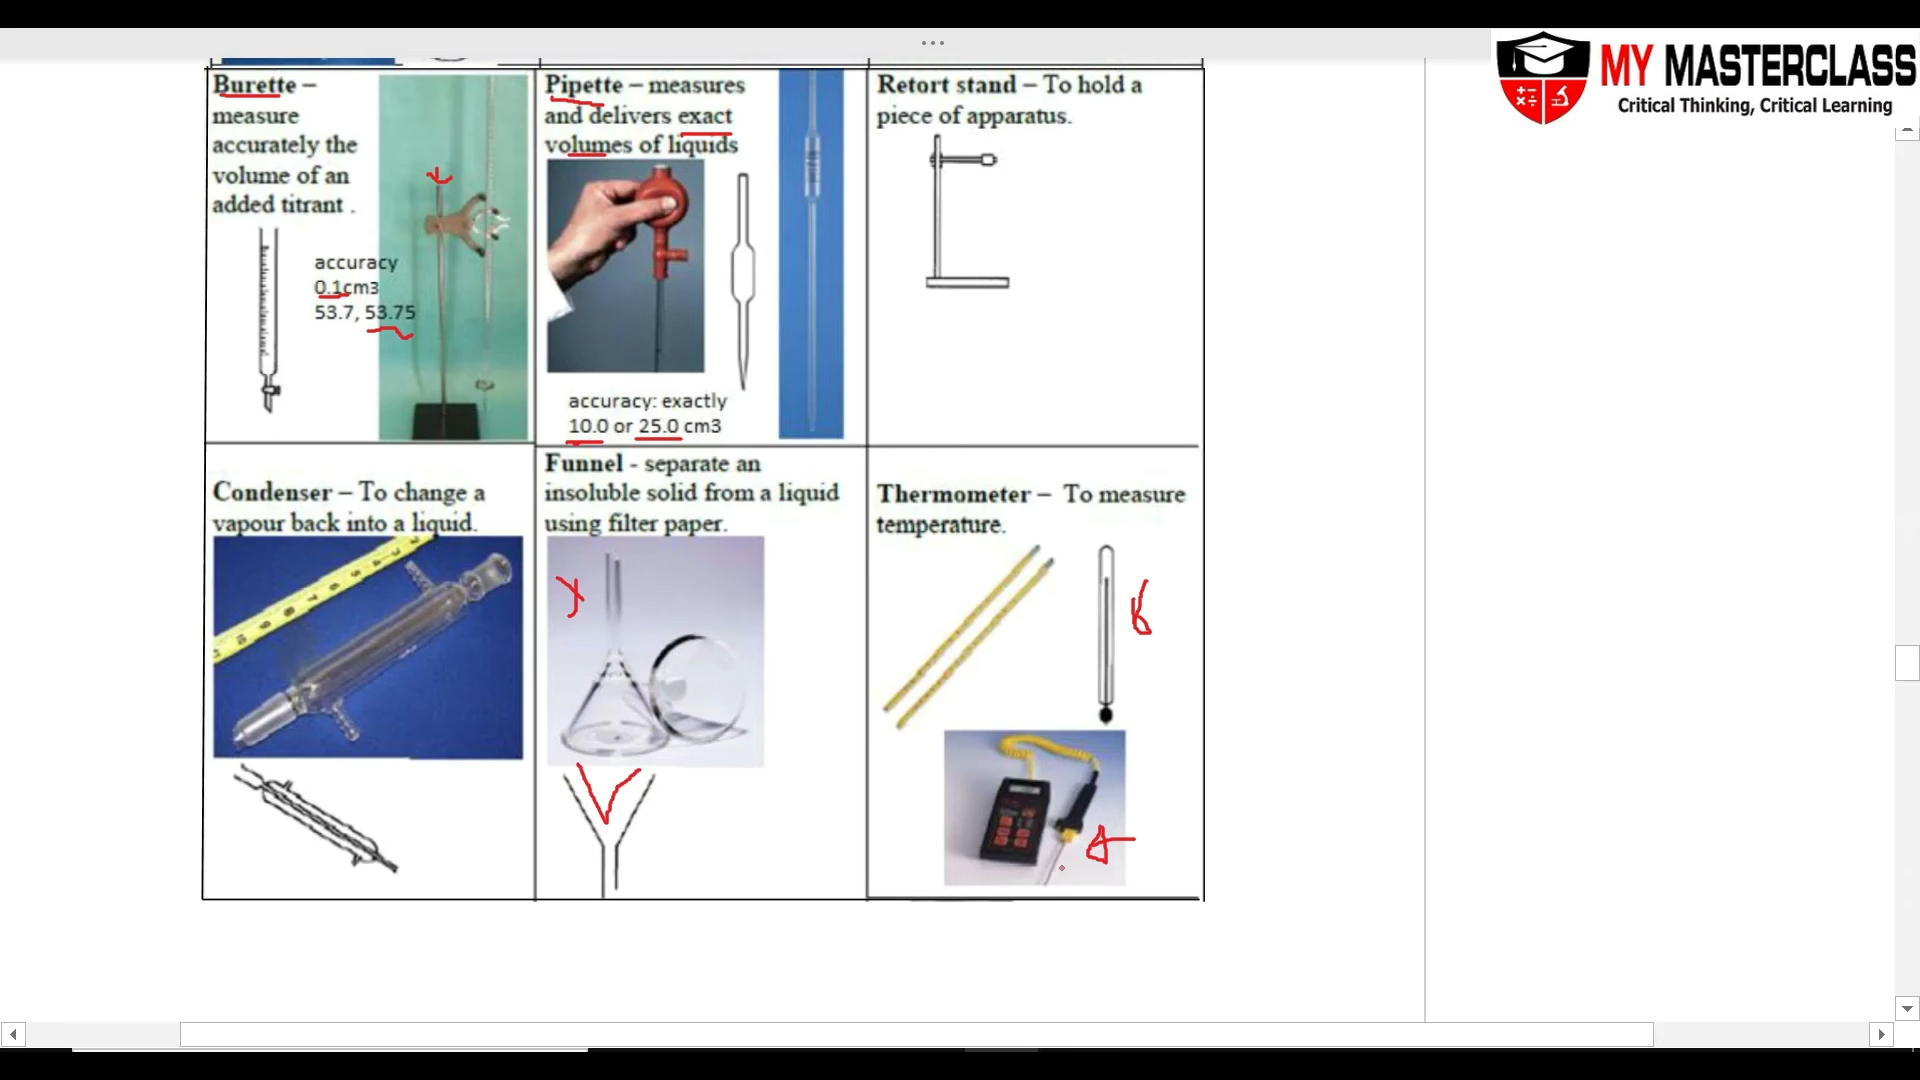 MY MASTERCLASS
Critical Thinking, Critical Learning
Burette –
measure
accurately the
volume of an
added titrant .
accuracy
0.1cm3
53.7, 53.75
Pipette – measures
and delivers exact
volumes of liquids
accuracy: exactly
10.0 or 25.0 cm3
Retort stand – To hold a
piece of apparatus.
Condenser – To change a
vapour back into a liquid.
Funnel - separate an
insoluble solid from a liquid
using filter paper.
Thermometer – To measure
temperature.